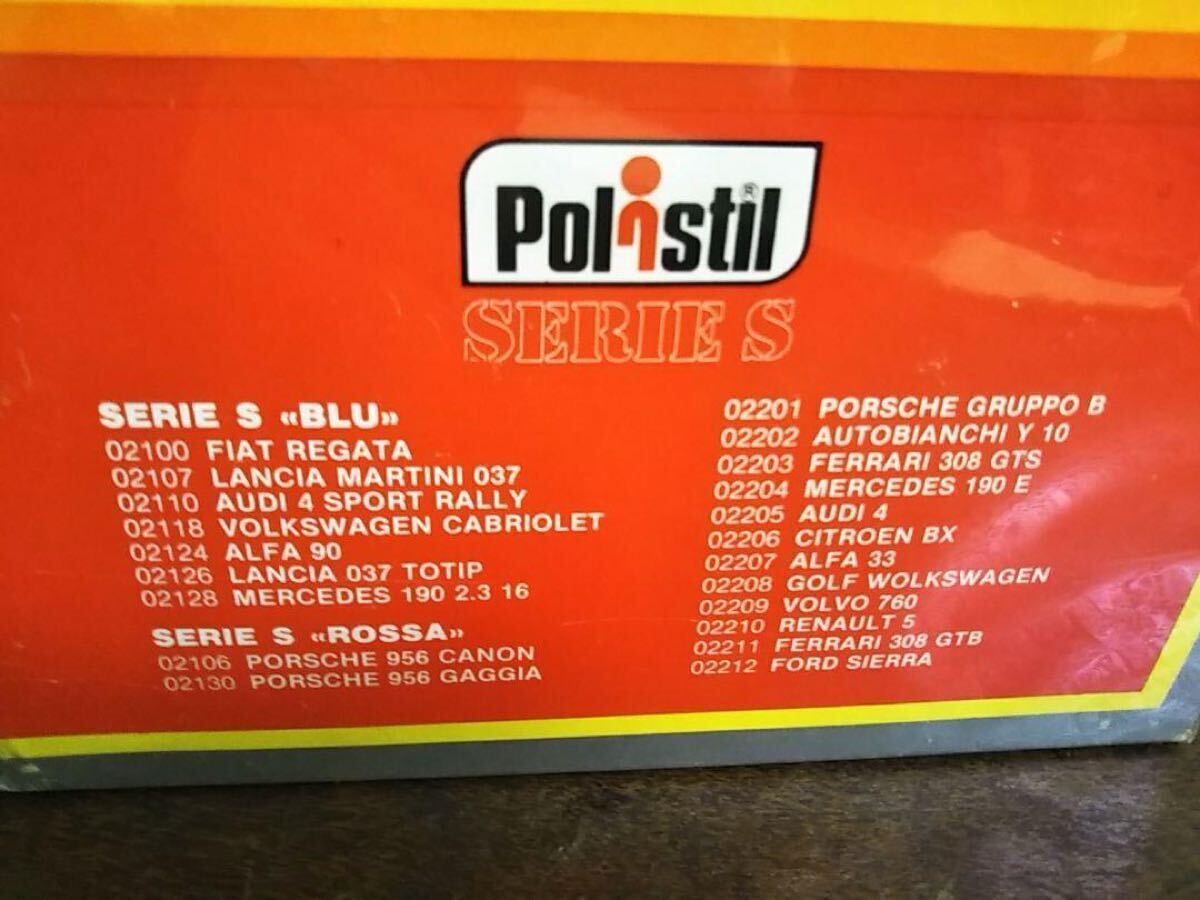 Polistil®
SERIE S
SERIE S «BLU»
02100 FIAT REGATA
02107 LANCIA MARTINI 037
02110 AUDI 4 SPORT RALLY
02118 VOLKSWAGEN CABRIOLET
02124 ALFA 90
02126 LANCIA 037 TOTIP
02128 MERCEDES 190 2.3 16
SERIE S «ROSSA»
02106 PORSCHE 956 CANON
02130 PORSCHE 956 GAGGIA
02201 PORSCHE GRUPPO B
02202 AUTOBIANCHI Y 10
02203 FERRARI 308 GTS
02204 MERCEDES 190 E
02205 AUDI 4
02206 CITROEN BX
02207 ALFA 33
02208 GOLF WOLKSWAGEN
02209 VOLVO 760
02210 RENAULT 5
02211 FERRARI 308 GTB
02212 FORD SIERRA